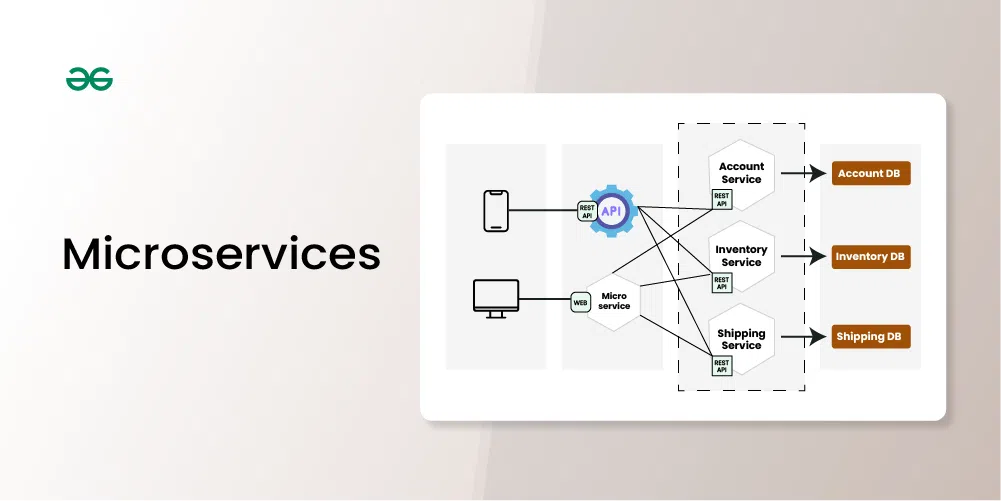 Microservices
REST
API
API
WEB
Micro
service
Account
Service
REST
API
Inventory
Service
REST
API
Shipping
Service
REST
API
Account DB
Inventory DB
Shipping DB